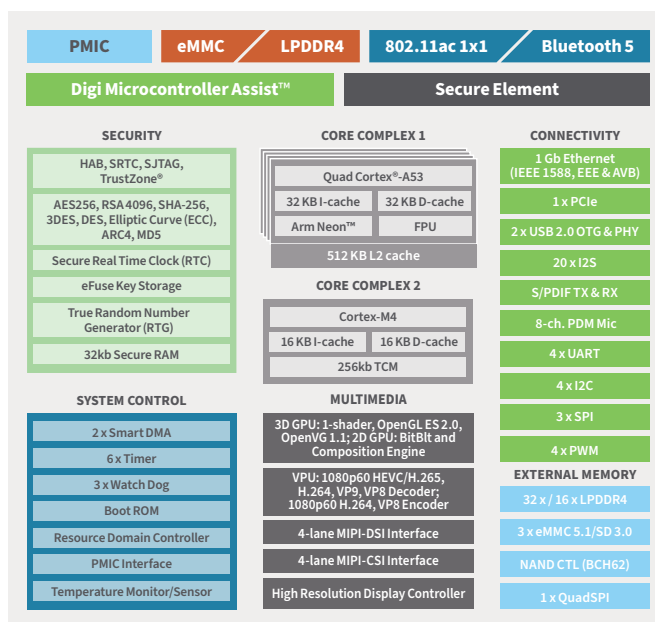 PMIC
eMMC
LPDDR4
802.11ac 1x1
Bluetooth 5
Digi Microcontroller Assist™
Secure Element
SECURITY
HAB, SRTC, SJTAG,
TrustZone®
AES256, RSA 4096, SHA-256,
3DES, DES, Elliptic Curve (ECC),
ARC4, MD5
Secure Real Time Clock (RTC)
eFuse Key Storage
True Random Number
Generator (RTG)
32kb Secure RAM
SYSTEM CONTROL
2 x Smart DMA
6 x Timer
3 x Watch Dog
Boot ROM
Resource Domain Controller
PMIC Interface
Temperature Monitor/Sensor
CORE COMPLEX 1
Quad Cortex®-A53
32 KB I-cache
32 KB D-cache
Arm Neon™
FPU
512 KB L2 cache
CORE COMPLEX 2
Cortex-M4
16 KB I-cache
16 KB D-cache
256kb TCM
MULTIMEDIA
3D GPU: 1-shader, OpenGL ES 2.0,
OpenVG 1.1; 2D GPU: BitBlt and
Composition Engine
VPU: 1080p60 HEVC/H.265,
H.264, VP9, VP8 Decoder;
1080p60 H.264, VP8 Encoder
4-lane MIPI-DSI Interface
4-lane MIPI-CSI Interface
High Resolution Display Controller
CONNECTIVITY
1 Gb Ethernet
(IEEE 1588, EEE & AVB)
1 x PCIe
2 x USB 2.0 OTG & PHY
20 x I2S
S/PDIF TX & RX
8-ch. PDM Mic
4 x UART
4 x I2C
3 x SPI
4 x PWM
EXTERNAL MEMORY
32 x / 16 x LPDDR4
3 x eMMC 5.1/SD 3.0
NAND CTL (BCH62)
1 x QuadSPI